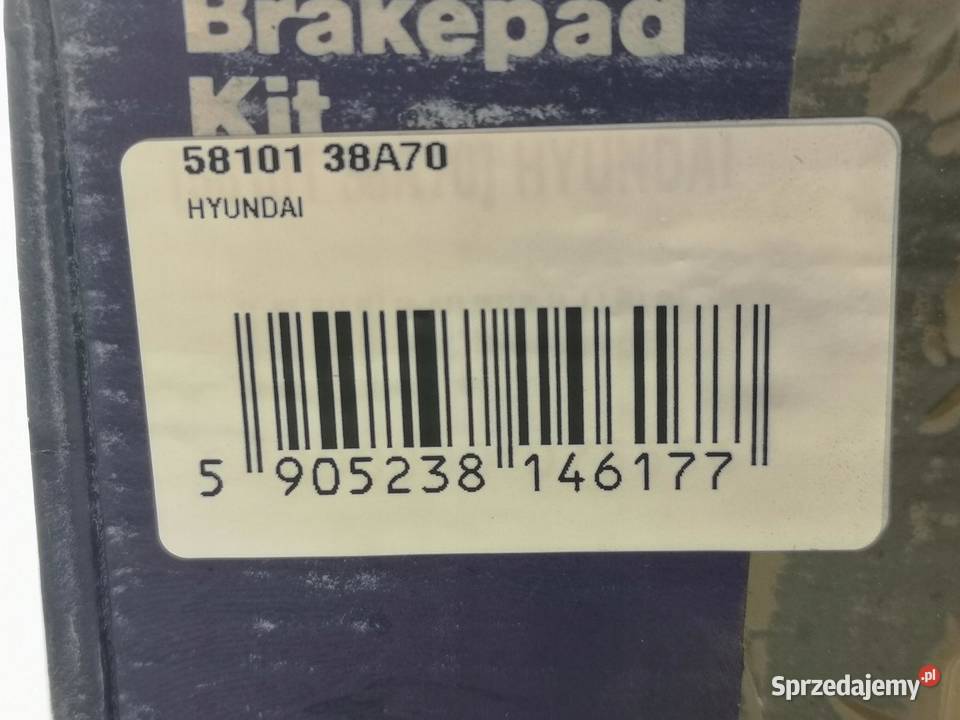 Brakepad
Kit
58101 38A70
HYUNDAI
5 905238 146177
Sprzedajemy.pl